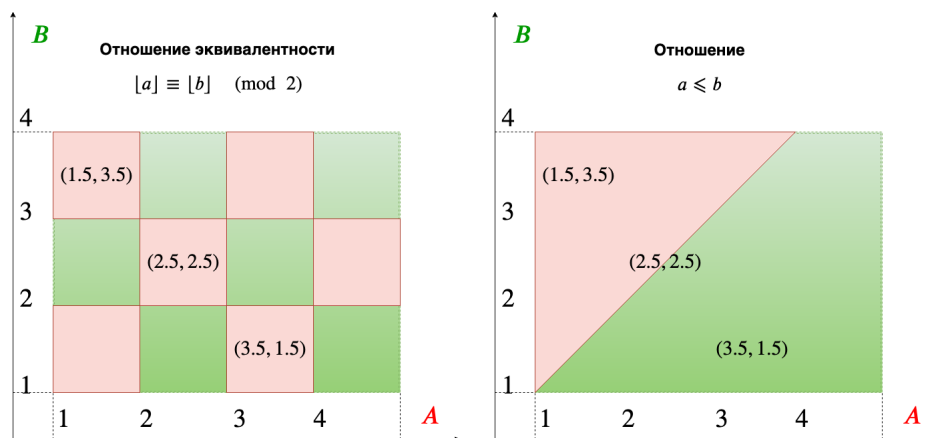 B
Отношение эквивалентности
⌊a⌋ ≡ ⌊b⌋ (mod 2)
4
(1.5, 3.5)
3
(2.5, 2.5)
2
(3.5, 1.5)
1
1 2 3 4 A
B
Отношение
a ⩽ b
4
(1.5, 3.5)
3
(2.5, 2.5)
2
(3.5, 1.5)
1
1 2 3 4 A